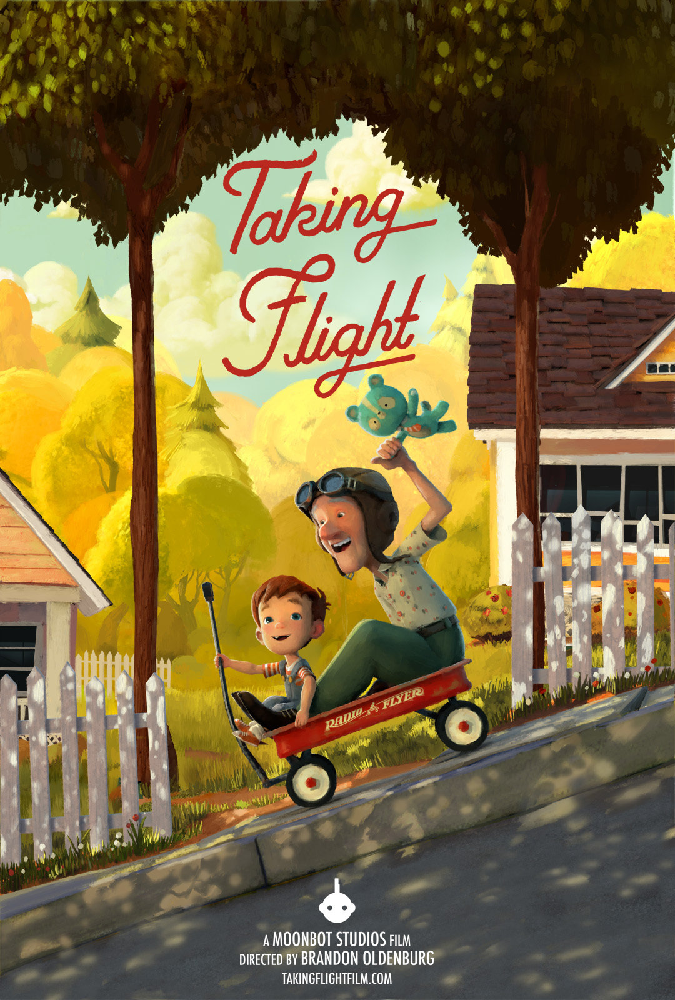 Taking
Flight
RADIO FLYER
A MOONBOT STUDIOS FILM
DIRECTED BY BRANDON OLDENBURG
TAKINGFLIGHTFILM.COM